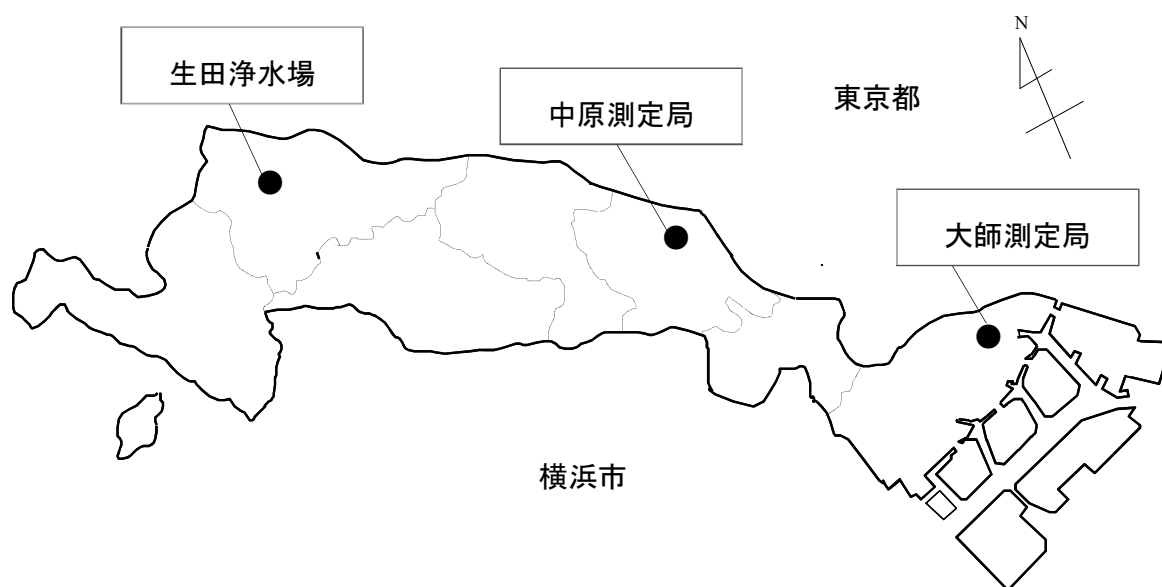 N
生田浄水場
中原測定局
東京都
大師測定局
横浜市